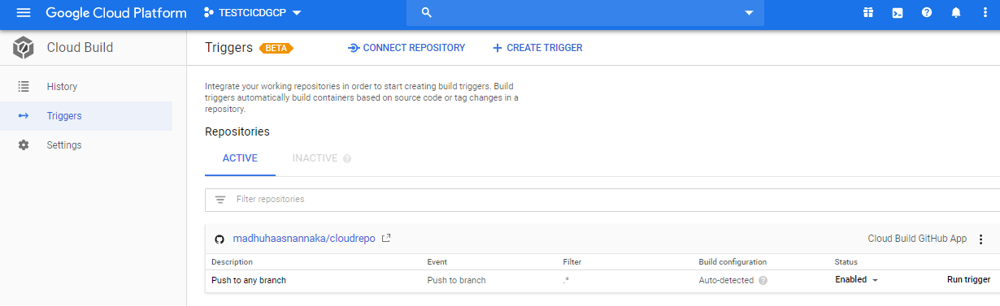 Google Cloud Platform TESTCICDGCP
Cloud Build
Triggers BETA CONNECT REPOSITORY CREATE TRIGGER
History
Triggers
Settings
Integrate your working repositories in order to start creating build triggers. Build
triggers automatically build containers based on source code or tag changes in a
repository.
Repositories
ACTIVE INACTIVE
Filter repositories
madhuhaasnannaka/cloudrepo Cloud Build GitHub App
Description Event Filter Build configuration Status
Push to any branch Push to branch .* Auto-detected Enabled Run trigger